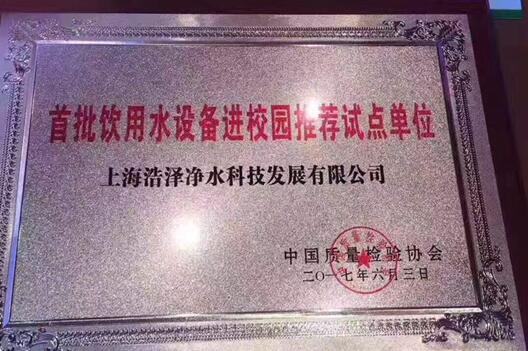 首批饮用水设备进校园推荐试点单位
上海浩泽净水科技发展有限公司
中国质量检验协会
二〇一七年六月三日